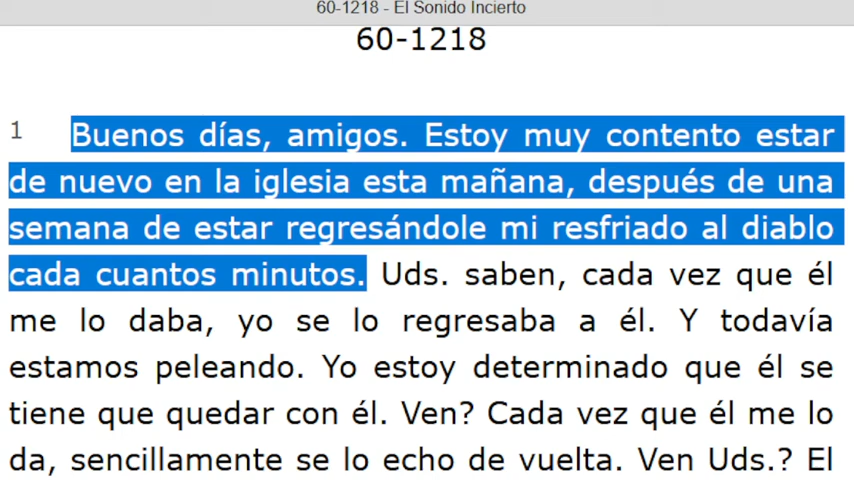 60-1218 - El Sonido Incierto
60-1218
1 Buenos días, amigos. Estoy muy contento estar
de nuevo en la iglesia esta mañana, después de una
semana de estar regresándole mi resfriado al diablo
cada cuantos minutos. Uds. saben, cada vez que él
me lo daba, yo se lo regresaba a él. Y todavía
estamos peleando. Yo estoy determinado que él se
tiene que quedar con él. Ven? Cada vez que él me lo
da, sencillamente se lo echo de vuelta. Ven Uds.? El